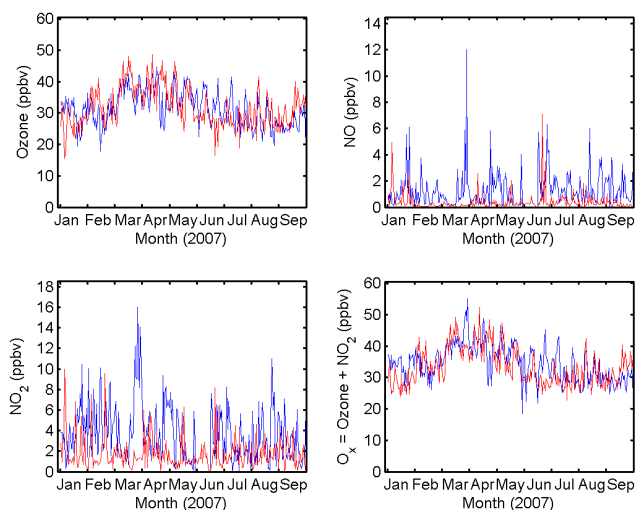 60
50
40
30
20
10
0
Ozone (ppbv)
Jan Feb Mar Apr May Jun Jul Aug Sep
Month (2007)
14
12
10
8
6
4
2
0
NO (ppbv)
Jan Feb Mar Apr May Jun Jul Aug Sep
Month (2007)
18
16
14
12
10
8
6
4
2
0
NO₂ (ppbv)
Jan Feb Mar Apr May Jun Jul Aug Sep
Month (2007)
60
50
40
30
20
10
0
Oₓ = Ozone + NO₂ (ppbv)
Jan Feb Mar Apr May Jun Jul Aug Sep
Month (2007)